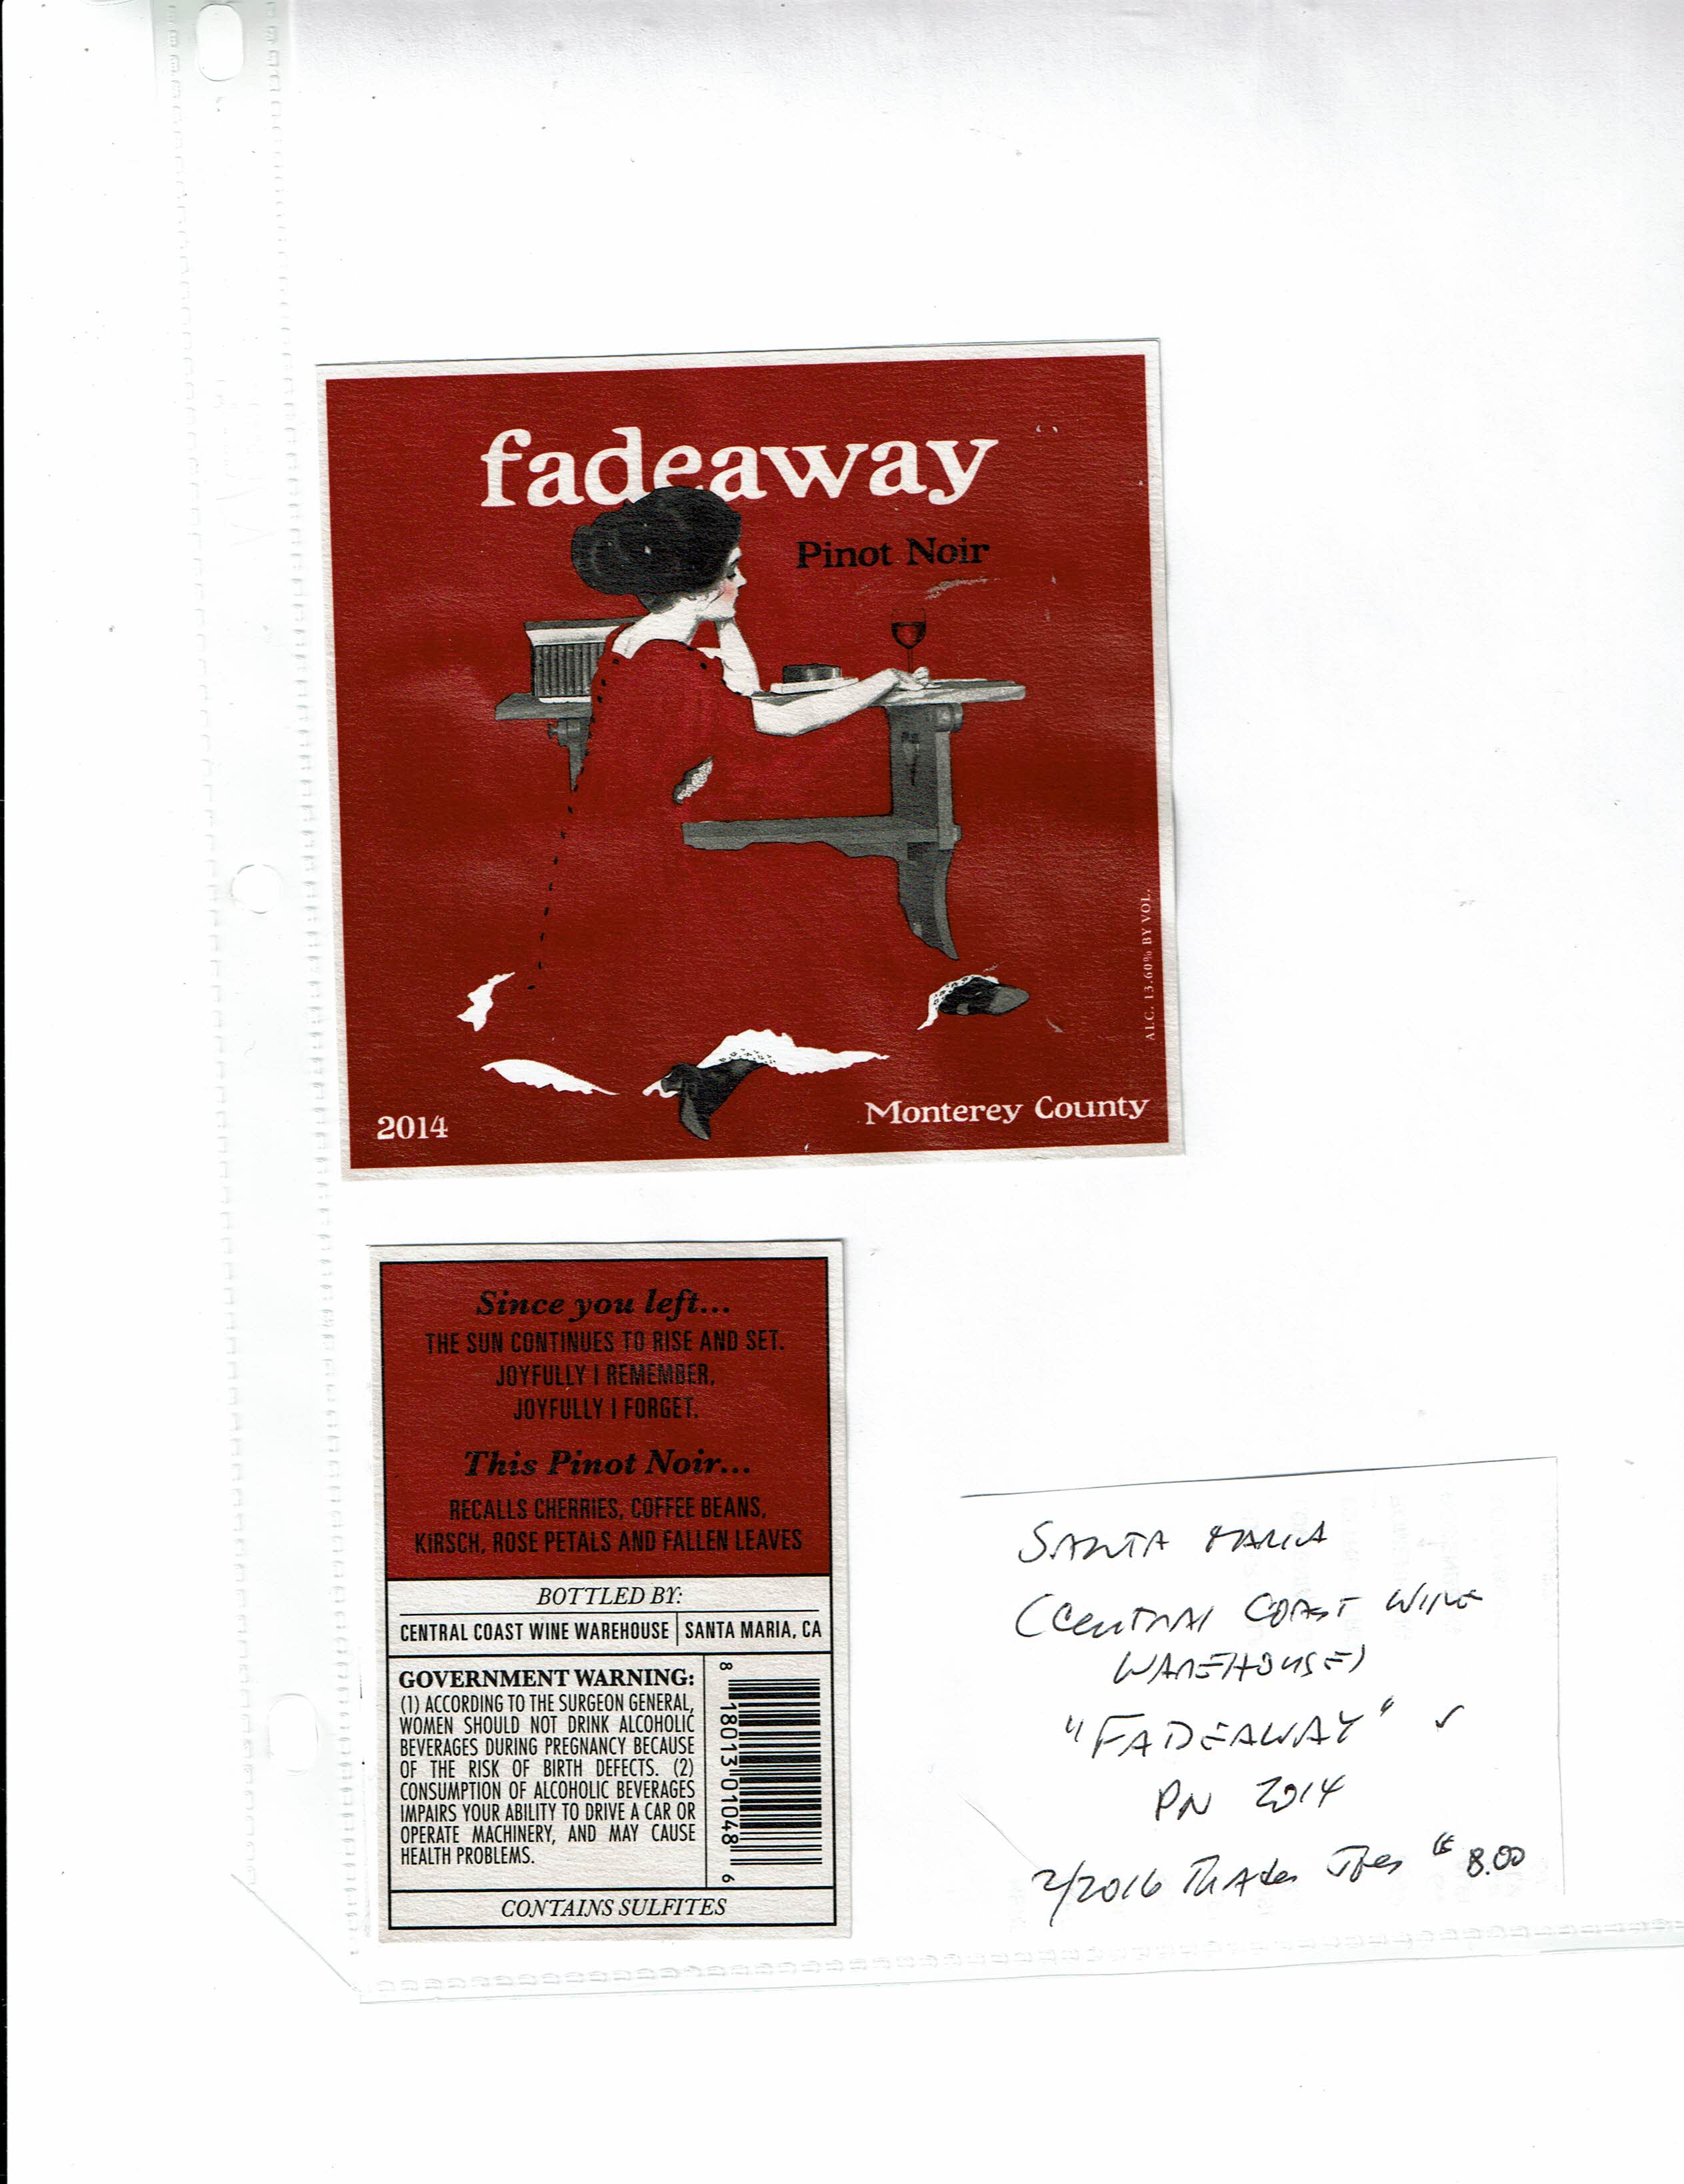 fadeaway
Pinot Noir
ALC. 13.60% BY VOL.
2014
Monterey County
Since you left...
THE SUN CONTINUES TO RISE AND SET.
JOYFULLY I REMEMBER,
JOYFULLY I FORGET.
This Pinot Noir...
RECALLS CHERRIES, COFFEE BEANS,
KIRSCH, ROSE PETALS AND FALLEN LEAVES
BOTTLED BY:
CENTRAL COAST WINE WAREHOUSE | SANTA MARIA, CA
GOVERNMENT WARNING:
(1) ACCORDING TO THE SURGEON GENERAL,
WOMEN SHOULD NOT DRINK ALCOHOLIC
BEVERAGES DURING PREGNANCY BECAUSE
OF THE RISK OF BIRTH DEFECTS. (2)
CONSUMPTION OF ALCOHOLIC BEVERAGES
IMPAIRS YOUR ABILITY TO DRIVE A CAR OR
OPERATE MACHINERY, AND MAY CAUSE
HEALTH PROBLEMS.
8 18013 01048 6
CONTAINS SULFITES
SANTA MARIA
(CENTRAL COAST WINE
WAREHOUSE)
"FADEAWAY" ✓
PN 2014
2/2016 Trader Joes 8.00